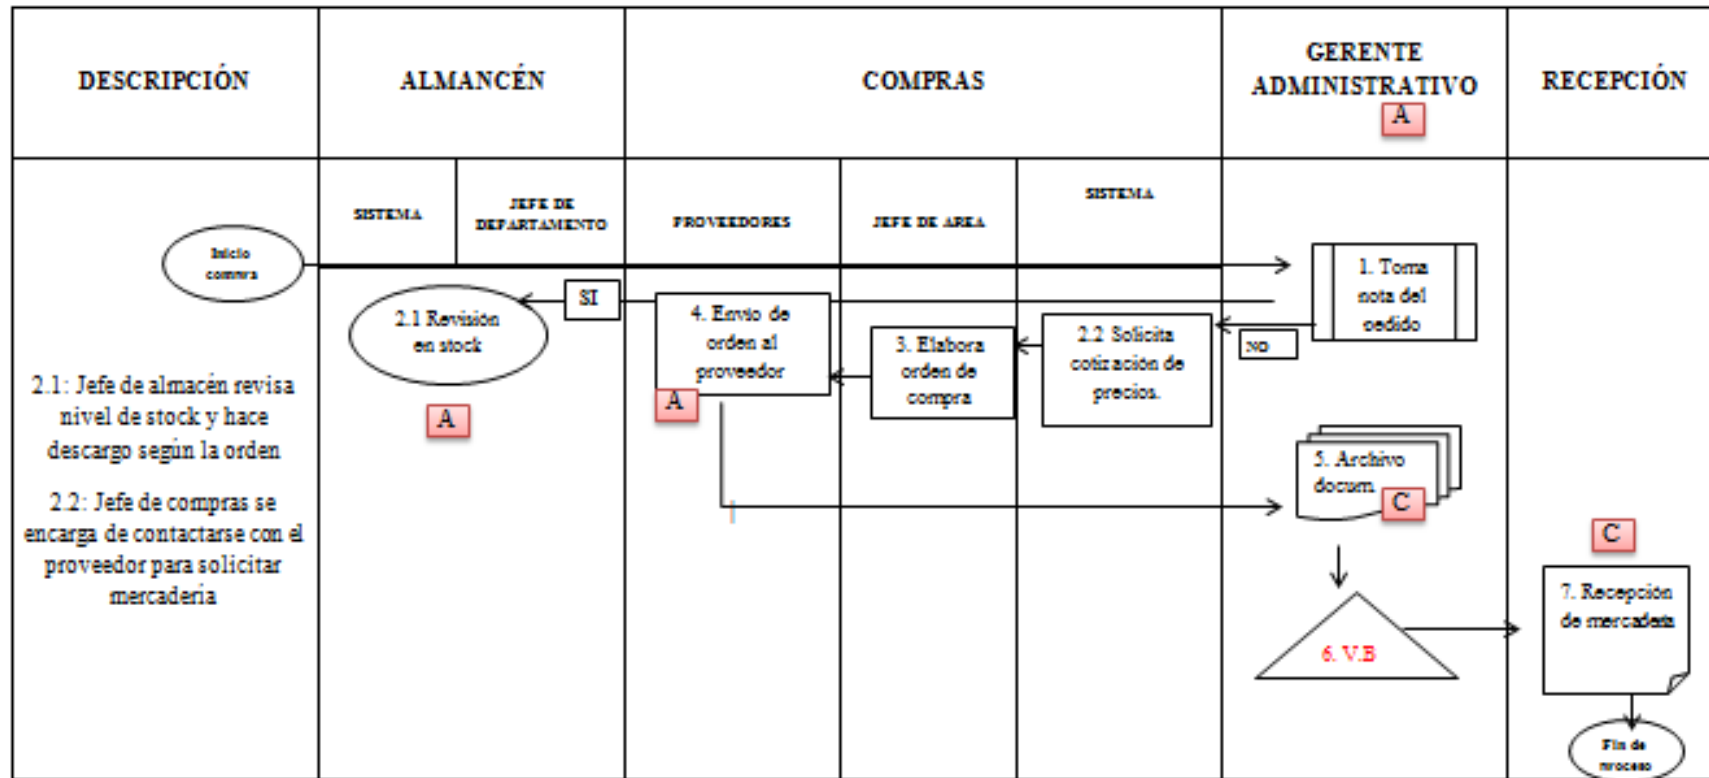 DESCRIPCIÓN
ALMANCÉN
COMPRAS
GERENTE
ADMINISTRATIVO
A
RECEPCIÓN
SISTEMA
JEFE DE
DEPARTAMENTO
PROVEEDORES
JEFE DE AREA
SISTEMA
Inicio
compra
1. Toma
nota del
pedido
SI
NO
2.1 Revisión
en stock
A
4. Envío de
orden al
proveedor
A
3. Elabora
orden de
compra
2.2 Solicita
cotización de
precios.
2.1: Jefe de almacén revisa
nivel de stock y hace
descargo según la orden
2.2: Jefe de compras se
encarga de contactarse con el
proveedor para solicitar
mercadería
5. Archivo
docum.
C
6. V.B
C
7. Recepción
de mercadería
Fin de
proceso